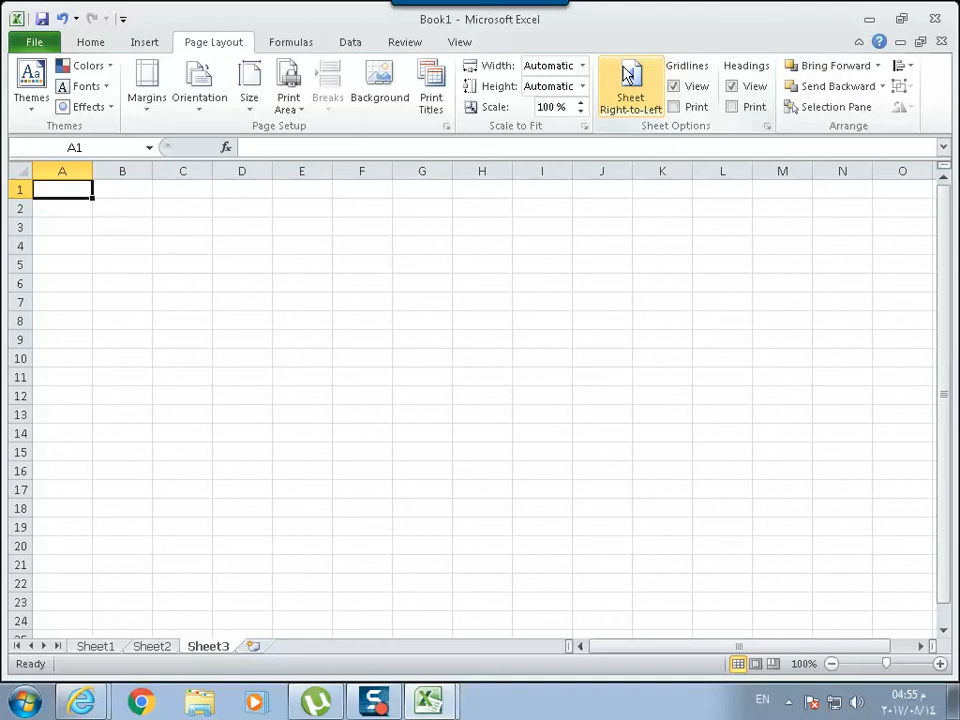 Book1 - Microsoft Excel
File Home Insert Page Layout Formulas Data Review View
Themes Colors Fonts Effects Margins Orientation Size Print Area Breaks Background Print Titles Width: Automatic Height: Automatic Scale: 100 % Sheet Right-to-Left Gridlines View Print Headings View Print Bring Forward Send Backward Selection Pane
Themes Page Setup Scale to Fit Sheet Options Arrange
A1 fx
A B C D E F G H I J K L M N O
1
2
3
4
5
6
7
8
9
10
11
12
13
14
15
16
17
18
19
20
21
22
23
24
Sheet1 Sheet2 Sheet3
Ready 100%
EN 04:55 م
٢٠١٧/٠٨/١٤